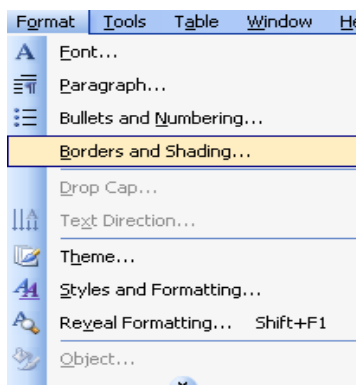 Format Tools Table Window He
Font...
Paragraph...
Bullets and Numbering...
Borders and Shading...
Drop Cap...
Text Direction...
Theme...
Styles and Formatting...
Reveal Formatting... Shift+F1
Object...